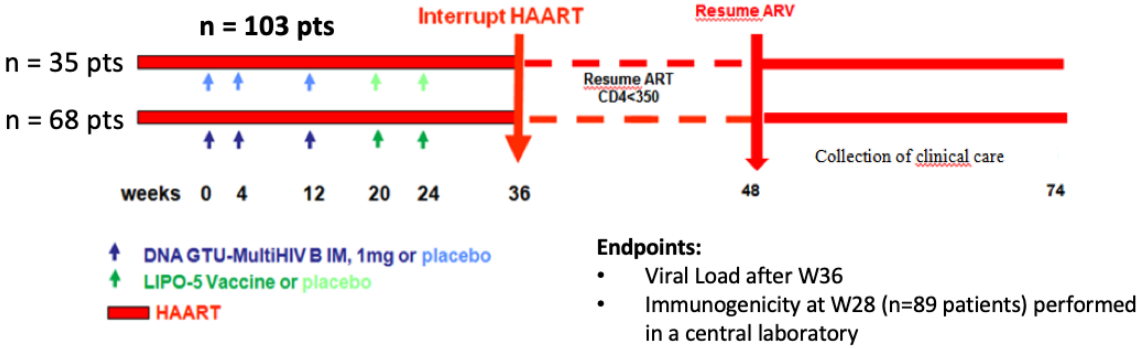 n = 103 pts
Interrupt HAART
Resume ARV
n = 35 pts
Resume ART
CD4<350
n = 68 pts
Collection of clinical care
weeks 0 4 12 20 24 36 48 74
DNA GTU-MultiHIV B IM, 1mg or placebo
LIPO-5 Vaccine or placebo
HAART
Endpoints:
• Viral Load after W36
• Immunogenicity at W28 (n=89 patients) performed
in a central laboratory